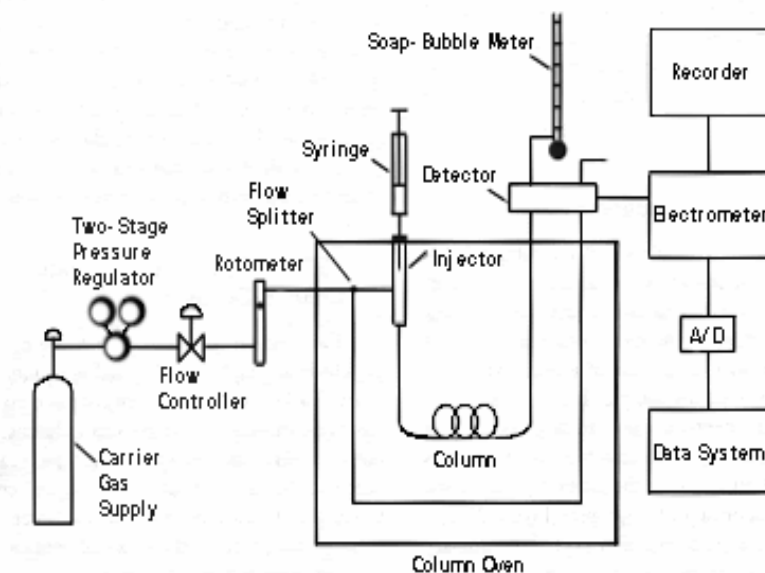 Soap-Bubble Meter
Recorder
Syringe
Detector
Flow
Splitter
Electrometer
Two-Stage
Pressure
Regulator
Rotometer
Injector
A/D
Flow
Controller
Column
Data System
Carrier
Gas
Supply
Column Oven